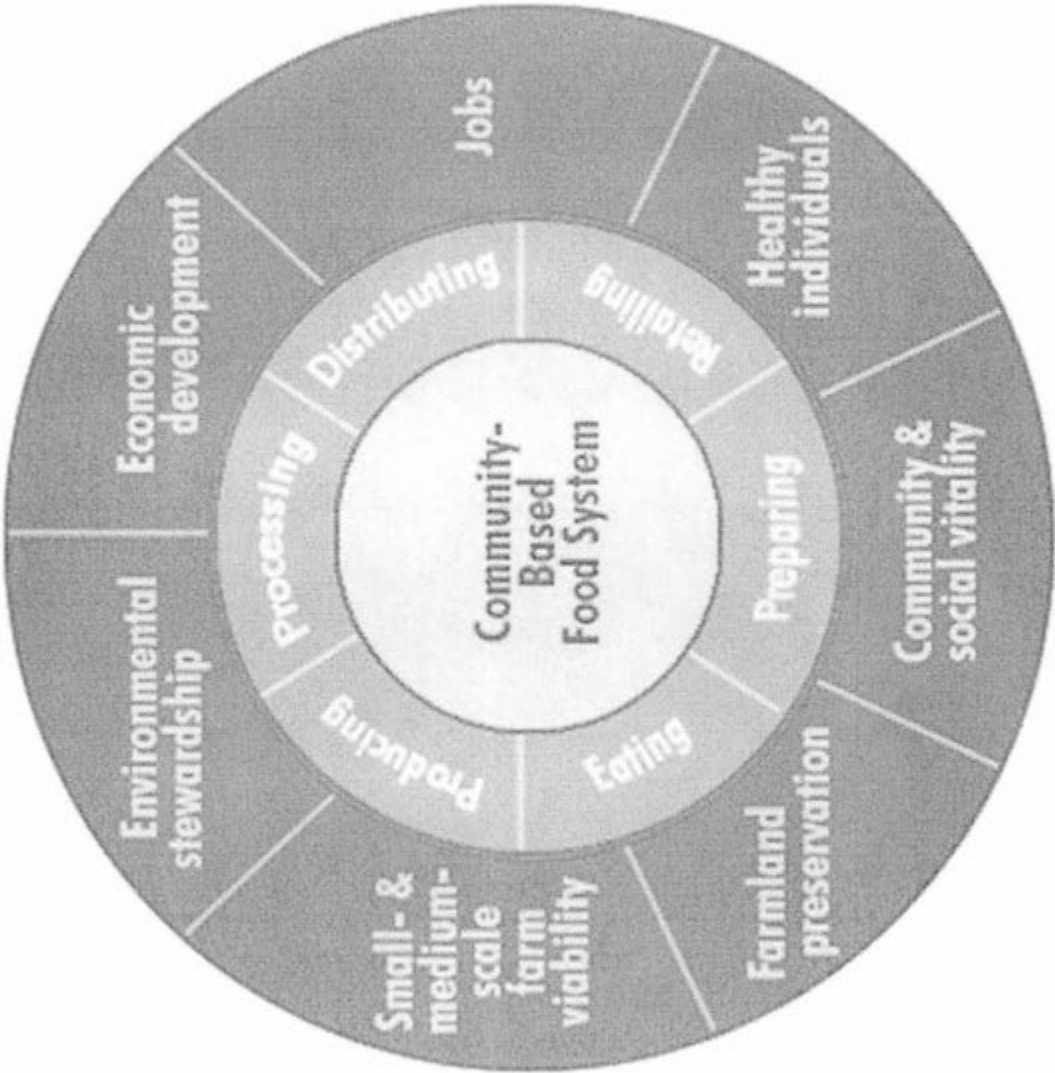 Community-
Based
Food System
Producing
Processing
Distributing
Retailing
Preparing
Eating
Small- &
medium-
scale
farm
viability
Environmental
stewardship
Economic
development
Jobs
Healthy
individuals
Community &
social vitality
Farmland
preservation